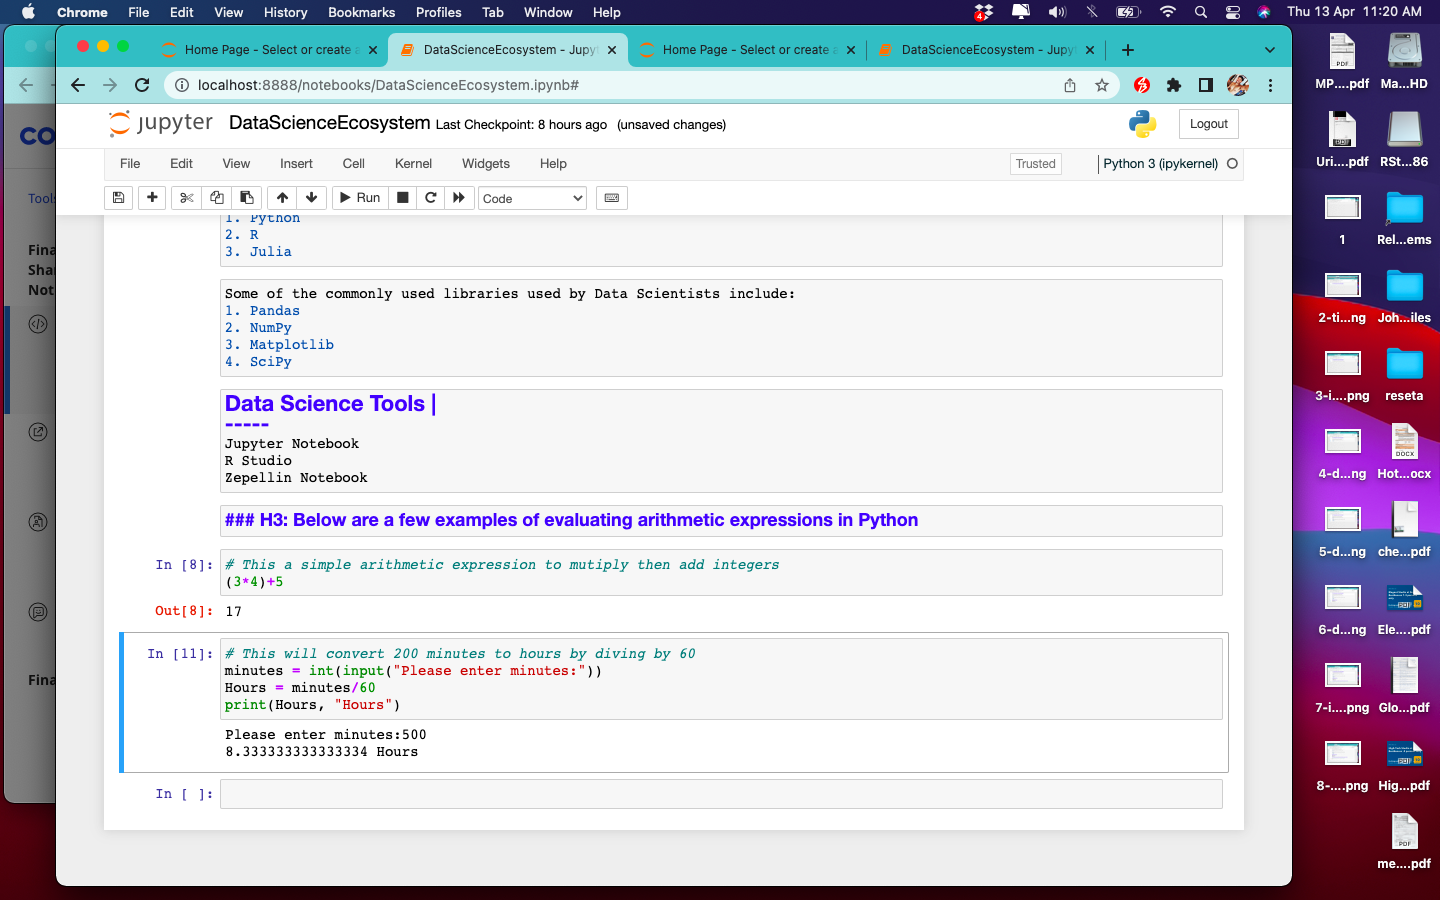 Chrome File Edit View History Bookmarks Profiles Tab Window Help 4 Thu 13 Apr 11:20 AM
Home Page - Select or create a DataScienceEcosystem - Jupyt Home Page - Select or create a DataScienceEcosystem - Jupyt
localhost:8888/notebooks/DataScienceEcosystem.ipynb#
jupyter DataScienceEcosystem Last Checkpoint: 8 hours ago (unsaved changes) Logout
File Edit View Insert Cell Kernel Widgets Help Trusted Python 3 (ipykernel)
Run Code
1. Python
2. R
3. Julia
Some of the commonly used libraries used by Data Scientists include:
1. Pandas
2. NumPy
3. Matplotlib
4. SciPy
Data Science Tools |
-----
Jupyter Notebook
R Studio
Zepellin Notebook
### H3: Below are a few examples of evaluating arithmetic expressions in Python
In [8]: # This a simple arithmetic expression to mutiply then add integers
(3*4)+5
Out[8]: 17
In [11]: # This will convert 200 minutes to hours by diving by 60
minutes = int(input("Please enter minutes:"))
Hours = minutes/60
print(Hours, "Hours")
Please enter minutes:500
8.333333333333334 Hours
In [ ]:
CO
Tools
Fina
Sha
Not
Fina
MP....pdf Ma...HD
Uri....pdf RSt...86
1 Rel...ems
2-ti...ng Joh...iles
3-i....png reseta
4-d...ng Hot...ocx
5-d...ng che...pdf
6-d...ng Ele....pdf
7-i....png Glo...pdf
8-....png Hig...pdf
me....pdf